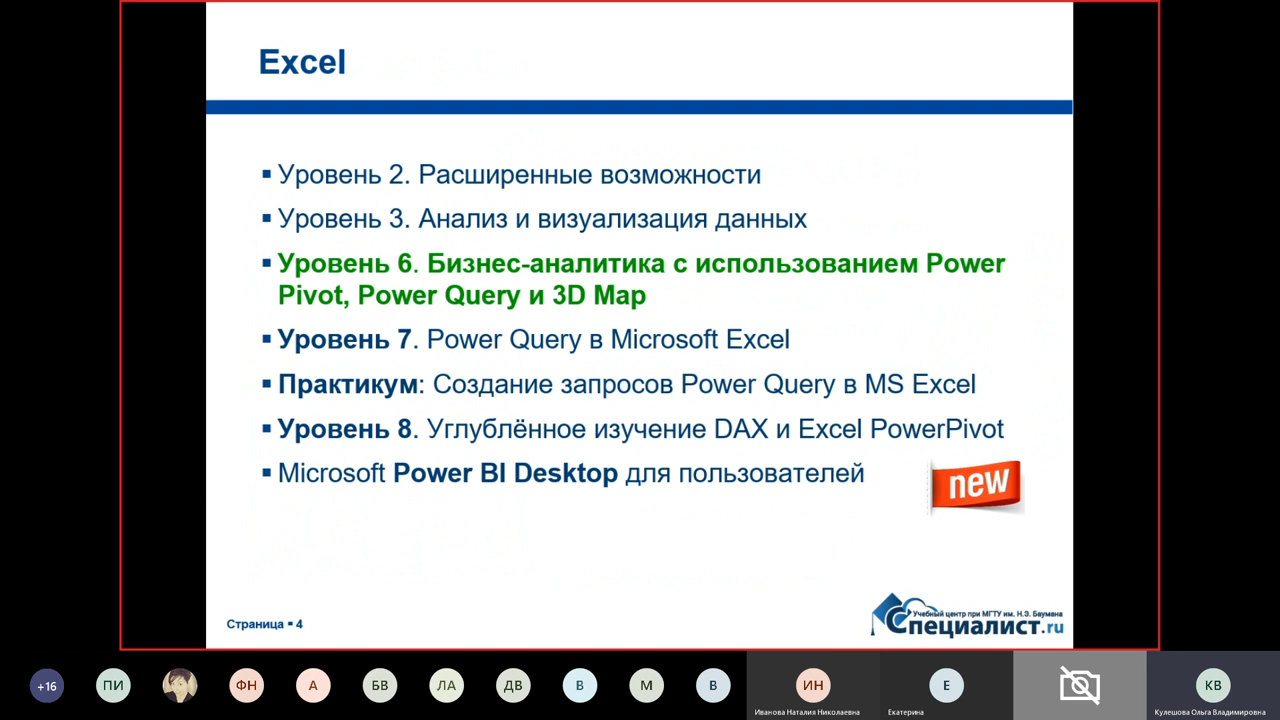 Excel
Уровень 2. Расширенные возможности
Уровень 3. Анализ и визуализация данных
Уровень 6. Бизнес-аналитика с использованием Power
Pivot, Power Query и 3D Map
Уровень 7. Power Query в Microsoft Excel
Практикум: Создание запросов Power Query в MS Excel
Уровень 8. Углублённое изучение DAX и Excel PowerPivot
Microsoft Power BI Desktop для пользователей
new
Страница ▪ 4
Учебный центр при МГТУ им. Н.Э. Баумана
Специалист.ru
+16 ПИ ФН А БВ ЛА ДВ В М В ИН Е КВ
Иванова Наталия Николаевна Екатерина Кулешова Ольга Владимировна